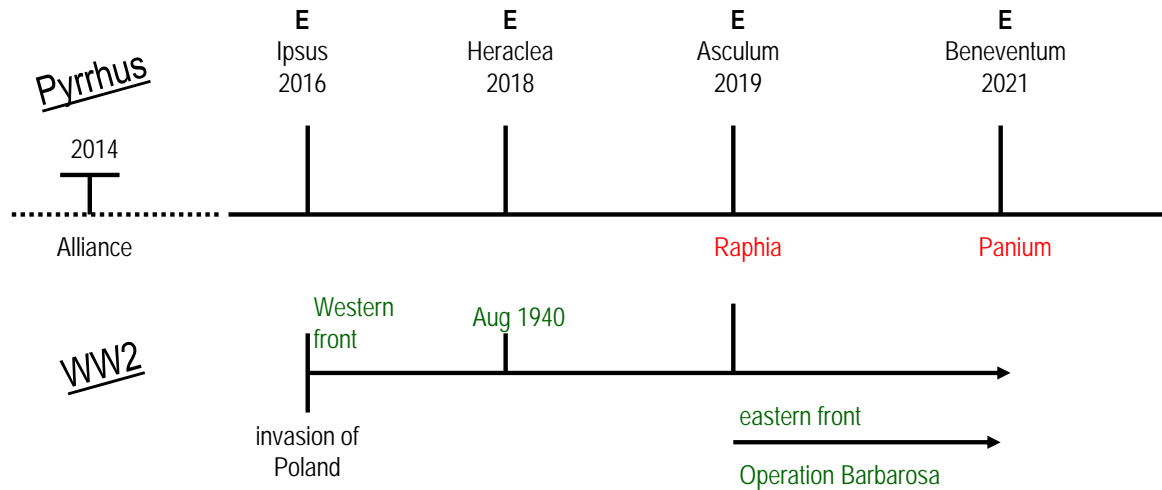 E E E E
Ipsus Heraclea Asculum Beneventum
2016 2018 2019 2021
Pyrrhus
2014
Alliance
Raphia Panium
Western
front
Aug 1940
WW2
invasion of
Poland
eastern front
Operation Barbarosa